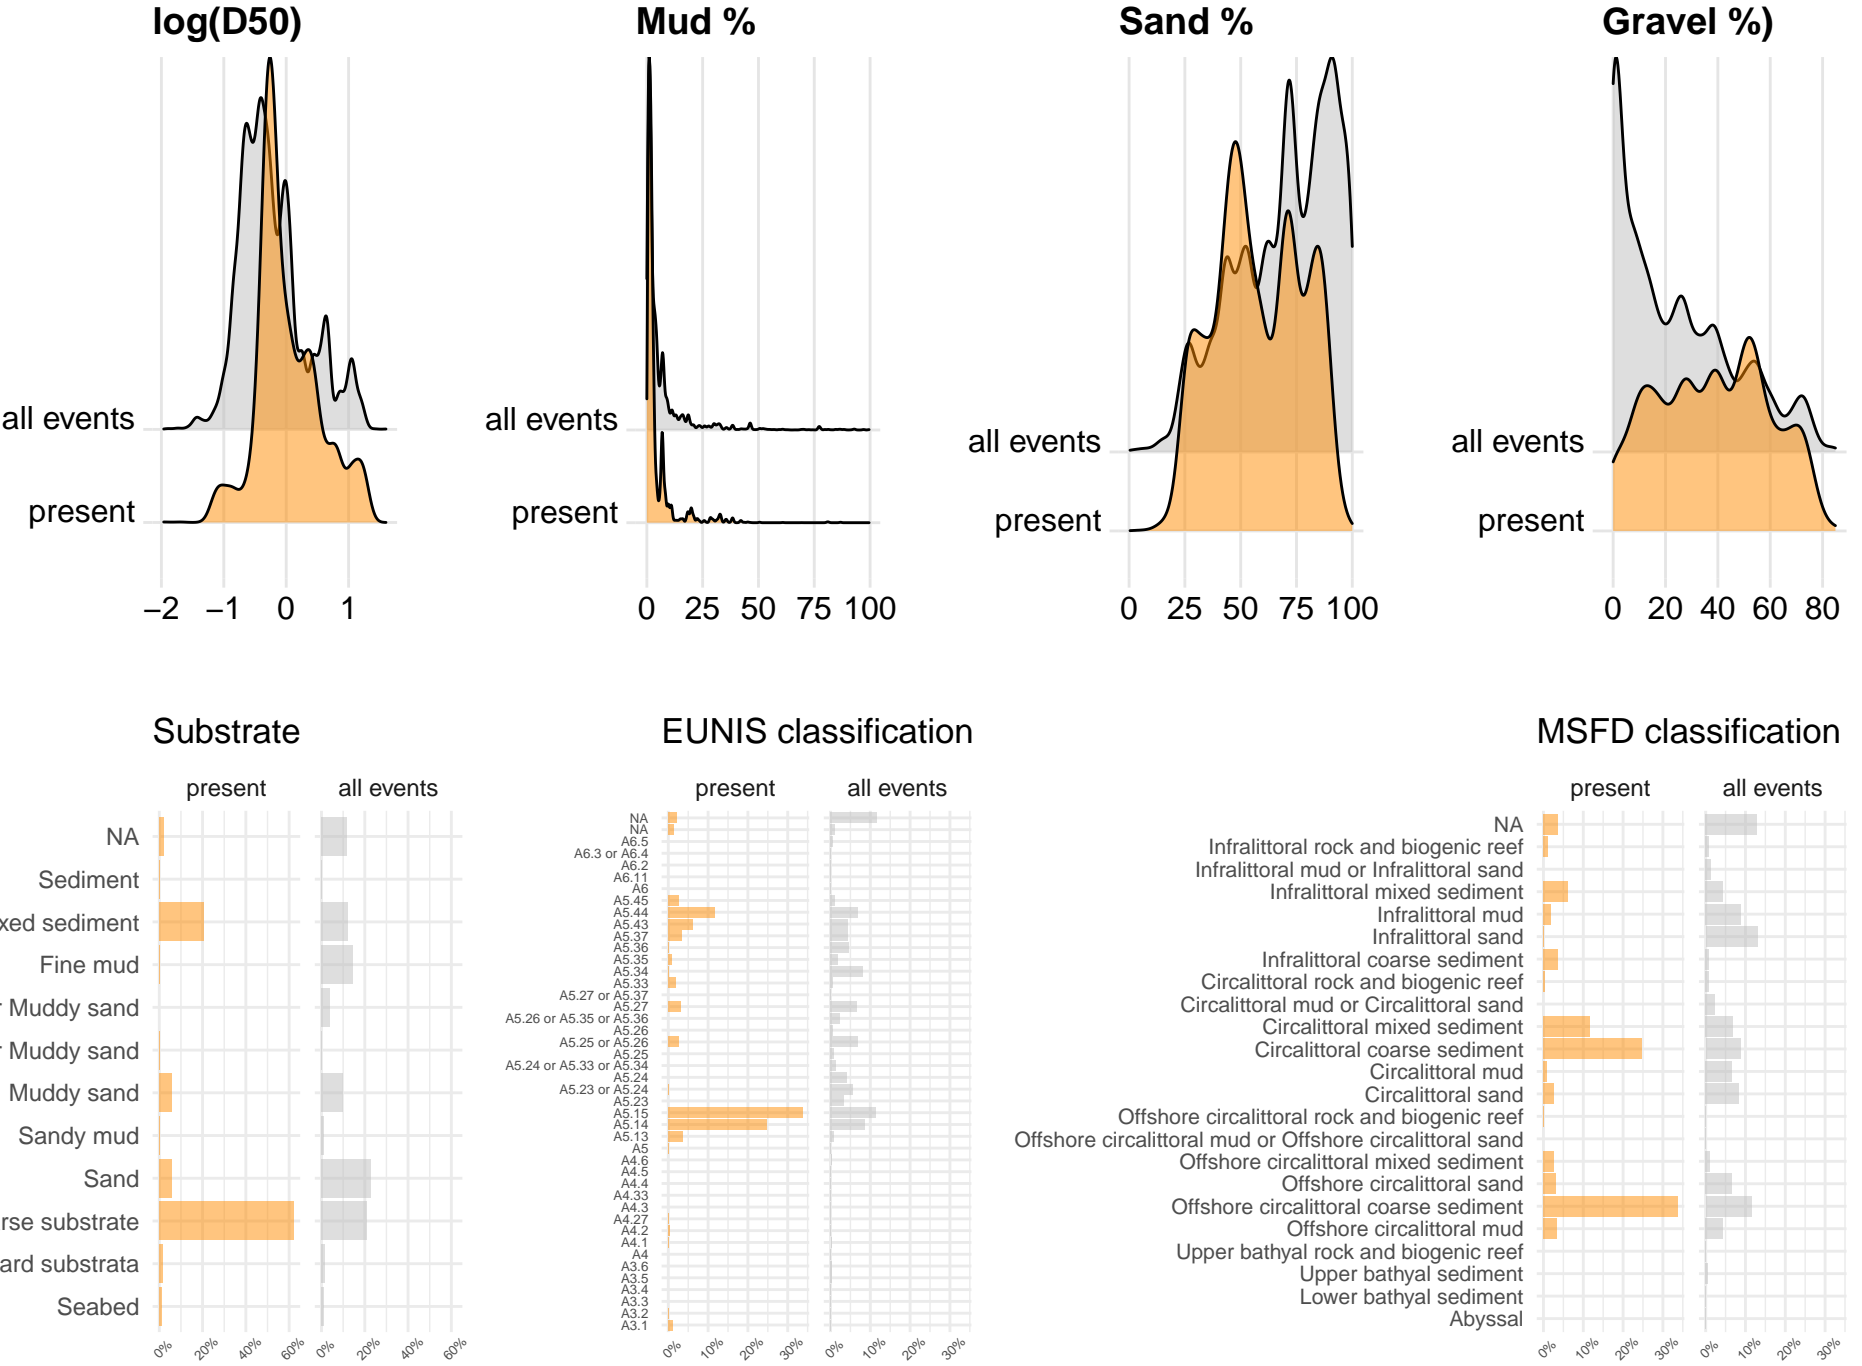 log(D50)
Mud %
Sand %
Gravel %)
all events
present
−2 −1 0 1
all events
present
0 25 50 75 100
all events
present
0 25 50 75 100
all events
present
0 20 40 60 80
Substrate
present
all events
NA
Sediment
xed sediment
Fine mud
r Muddy sand
r Muddy sand
Muddy sand
Sandy mud
Sand
rse substrate
ard substrata
Seabed
0% 20% 40% 60%
0% 20% 40% 60%
EUNIS classification
present
all events
NA
NA
A6.5
A6.3 or A6.4
A6.2
A6.11
A6
A5.45
A5.44
A5.43
A5.37
A5.36
A5.35
A5.34
A5.33
A5.27 or A5.37
A5.27
A5.26 or A5.35 or A5.36
A5.26
A5.25 or A5.26
A5.25
A5.24 or A5.33 or A5.34
A5.24
A5.23 or A5.24
A5.23
A5.15
A5.14
A5.13
A5
A4.6
A4.5
A4.4
A4.33
A4.3
A4.27
A4.2
A4.1
A4
A3.6
A3.5
A3.4
A3.3
A3.2
A3.1
0% 10% 20% 30%
0% 10% 20% 30%
MSFD classification
present
all events
NA
Infralittoral rock and biogenic reef
Infralittoral mud or Infralittoral sand
Infralittoral mixed sediment
Infralittoral mud
Infralittoral sand
Infralittoral coarse sediment
Circalittoral rock and biogenic reef
Circalittoral mud or Circalittoral sand
Circalittoral mixed sediment
Circalittoral coarse sediment
Circalittoral mud
Circalittoral sand
Offshore circalittoral rock and biogenic reef
Offshore circalittoral mud or Offshore circalittoral sand
Offshore circalittoral mixed sediment
Offshore circalittoral sand
Offshore circalittoral coarse sediment
Offshore circalittoral mud
Upper bathyal rock and biogenic reef
Upper bathyal sediment
Lower bathyal sediment
Abyssal
0% 10% 20% 30%
0% 10% 20% 30%